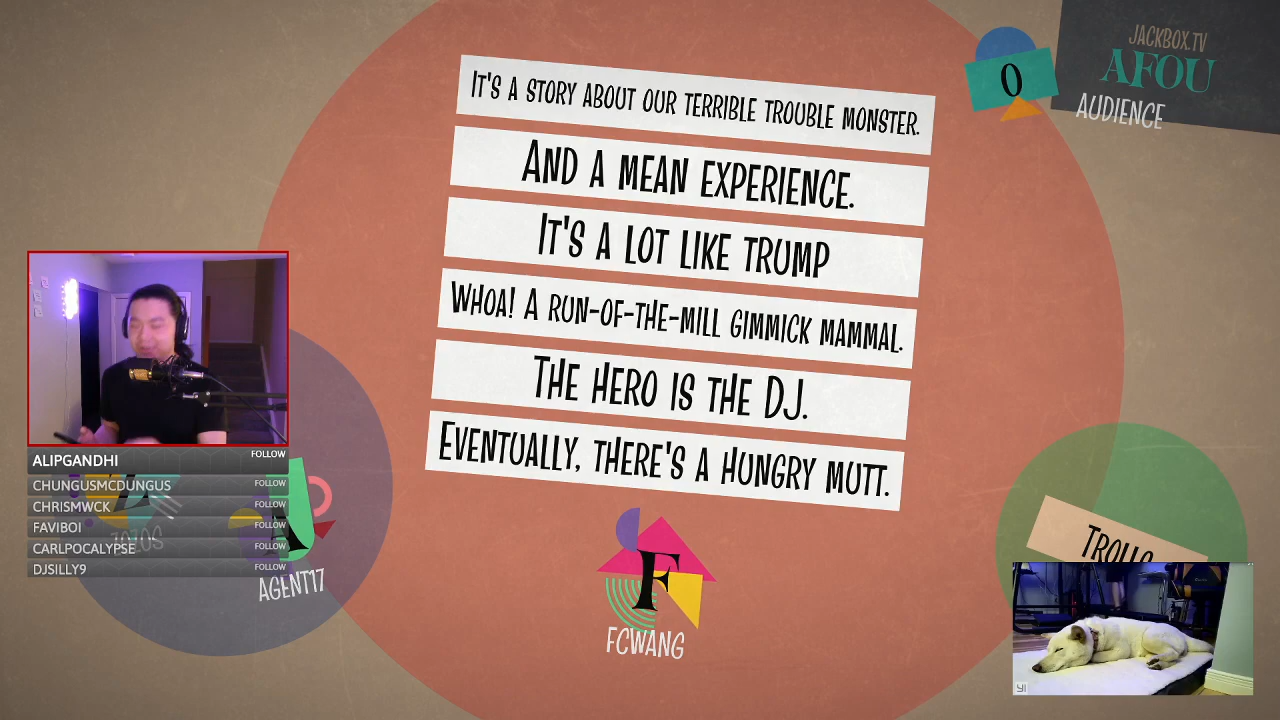 JACKBOX.TV
AFOU
AUDIENCE
0
IT'S A STORY ABOUT OUR TERRIBLE TROUBLE MONSTER.
AND A MEAN EXPERIENCE.
IT'S A LOT LIKE TRUMP
WHOA! A RUN-OF-THE-MILL GIMMICK MAMMAL.
THE HERO IS THE DJ.
EVENTUALLY, THERE'S A HUNGRY MUTT.
ALIPGANDHI FOLLOW
CHUNGUSMCDUNGUS FOLLOW
CHRISMWCK FOLLOW
FAVIBOI FOLLOW
CARLPOCALYPSE FOLLOW
DJSILLY9 FOLLOW
AGENT17
F
FCWANG
TROLLS
YI